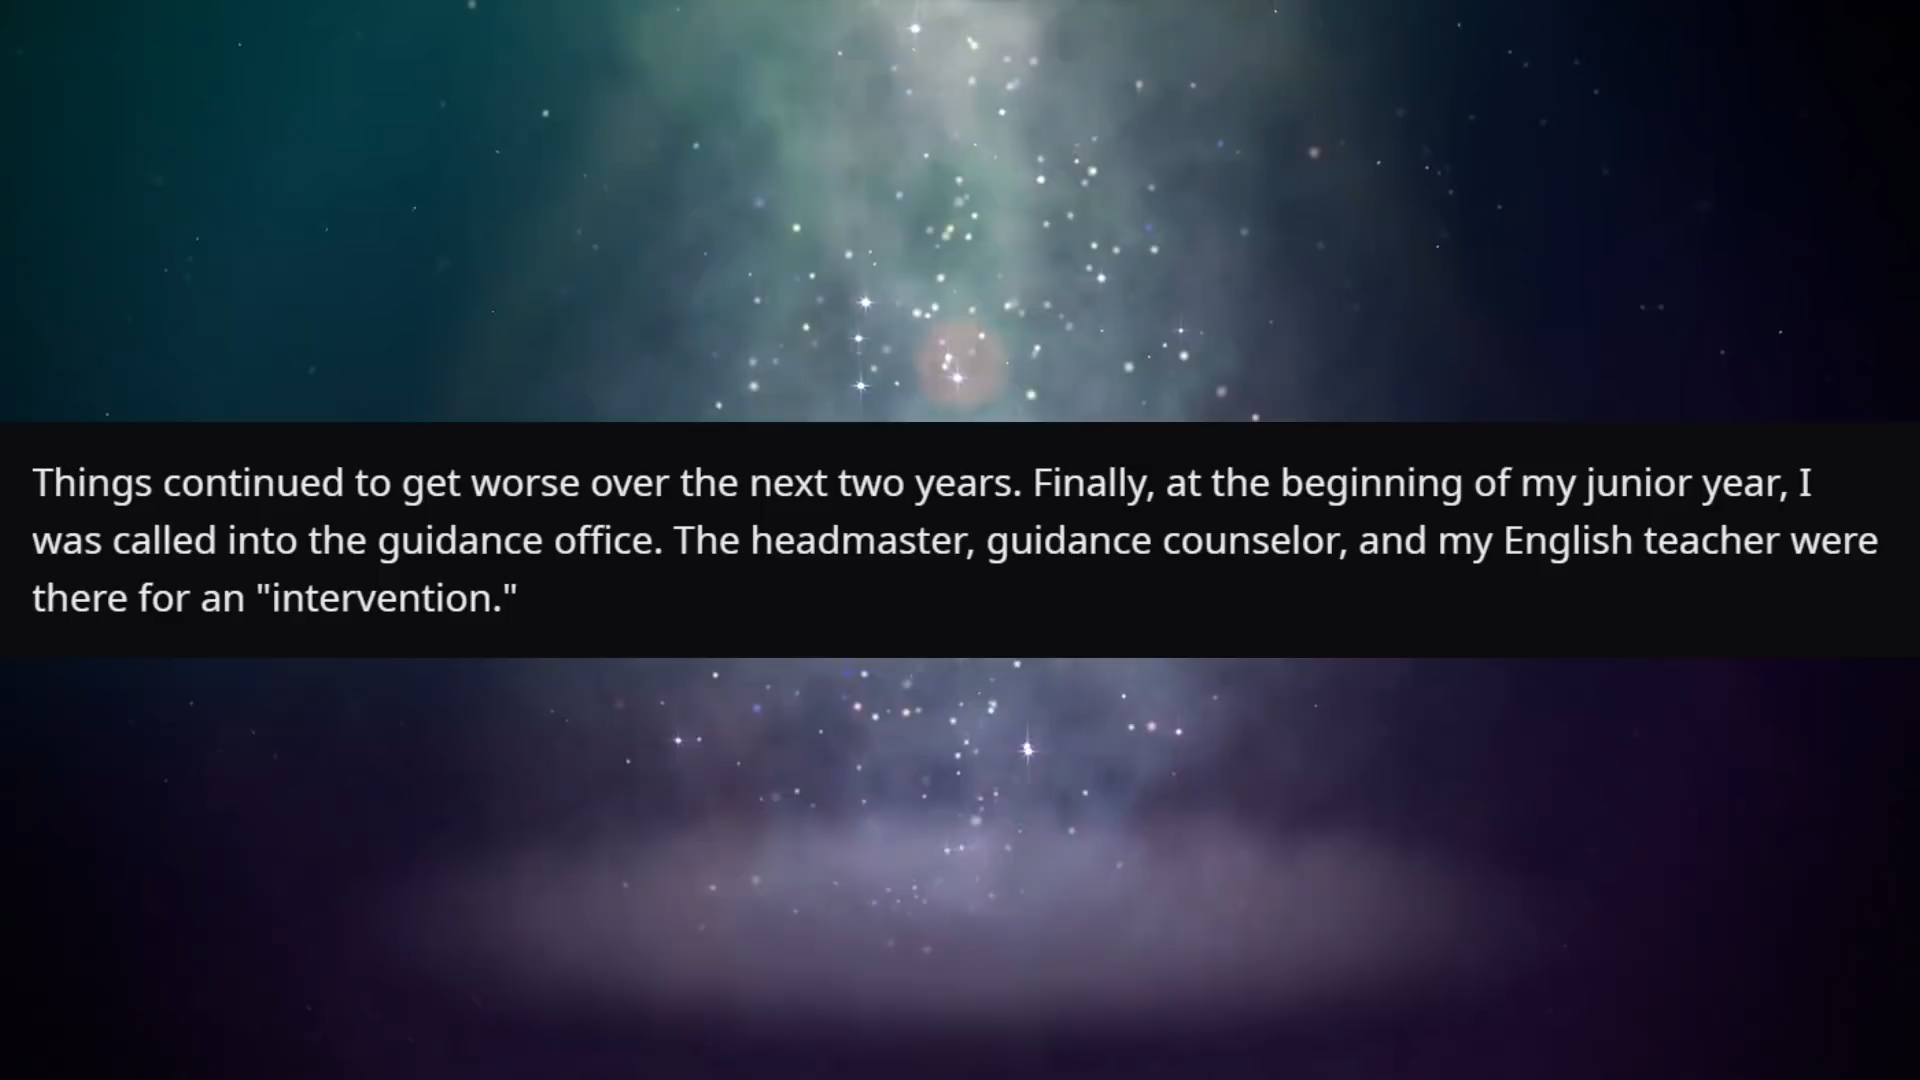 Things continued to get worse over the next two years. Finally, at the beginning of my junior year, I
was called into the guidance office. The headmaster, guidance counselor, and my English teacher were
there for an "intervention."